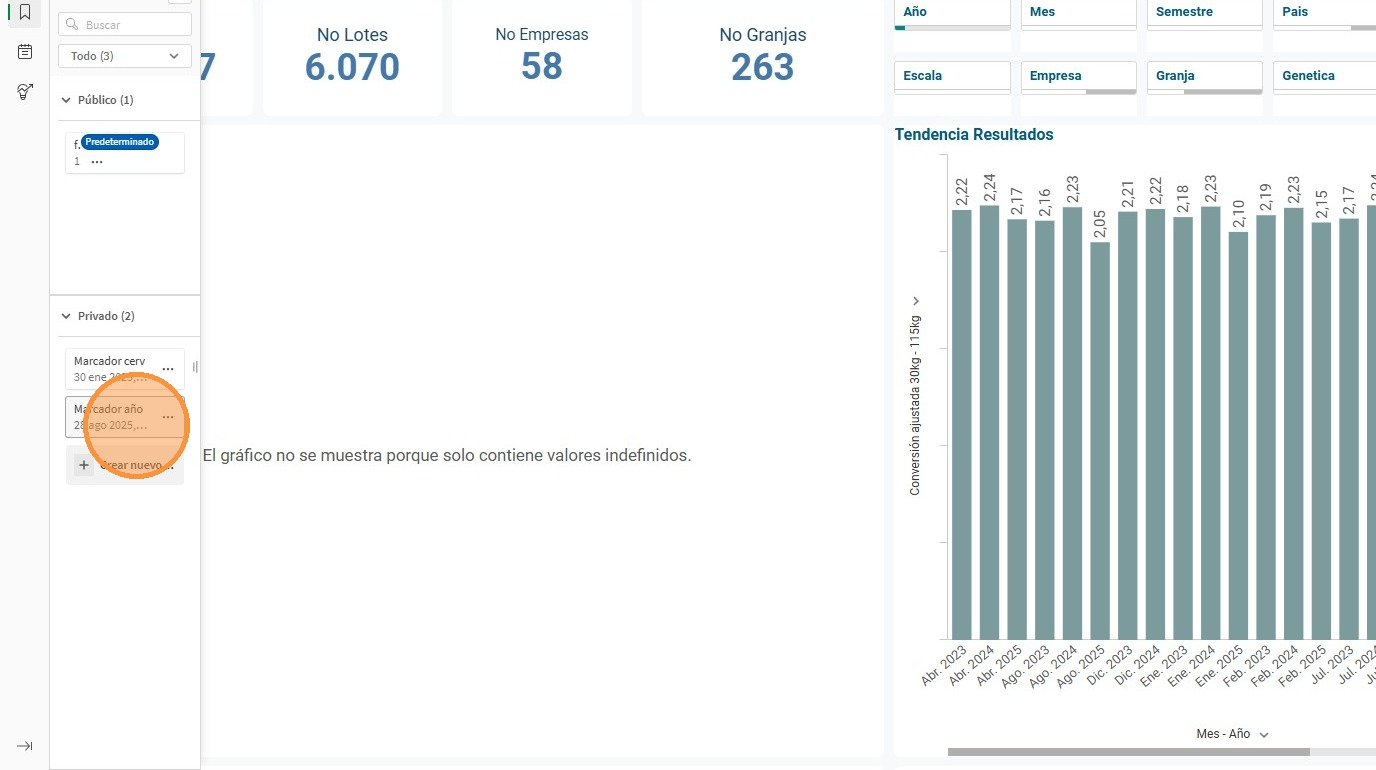 Buscar
Todo (3)
Público (1)
f.
Predeterminado
1 ...
Privado (2)
Marcador cerv
...
30 ene 2025,...
Marcador año
...
28 ago 2025,...
+ Crear nuevo ...
7
No Lotes
6.070
No Empresas
58
No Granjas
263
El gráfico no se muestra porque solo contiene valores indefinidos.
Año
Mes
Semestre
Pais
Escala
Empresa
Granja
Genetica
Tendencia Resultados
2,22
2,24
2,17
2,16
2,23
2,05
2,21
2,22
2,18
2,23
2,10
2,19
2,23
2,15
2,17
Conversión ajustada 30kg - 115kg
Abr. 2023
Abr. 2024
Abr. 2025
Ago. 2023
Ago. 2024
Ago. 2025
Dic. 2023
Dic. 2024
Ene. 2023
Ene. 2024
Ene. 2025
Feb. 2023
Feb. 2024
Feb. 2025
Jul. 2023
Jul. 2024
Mes - Año